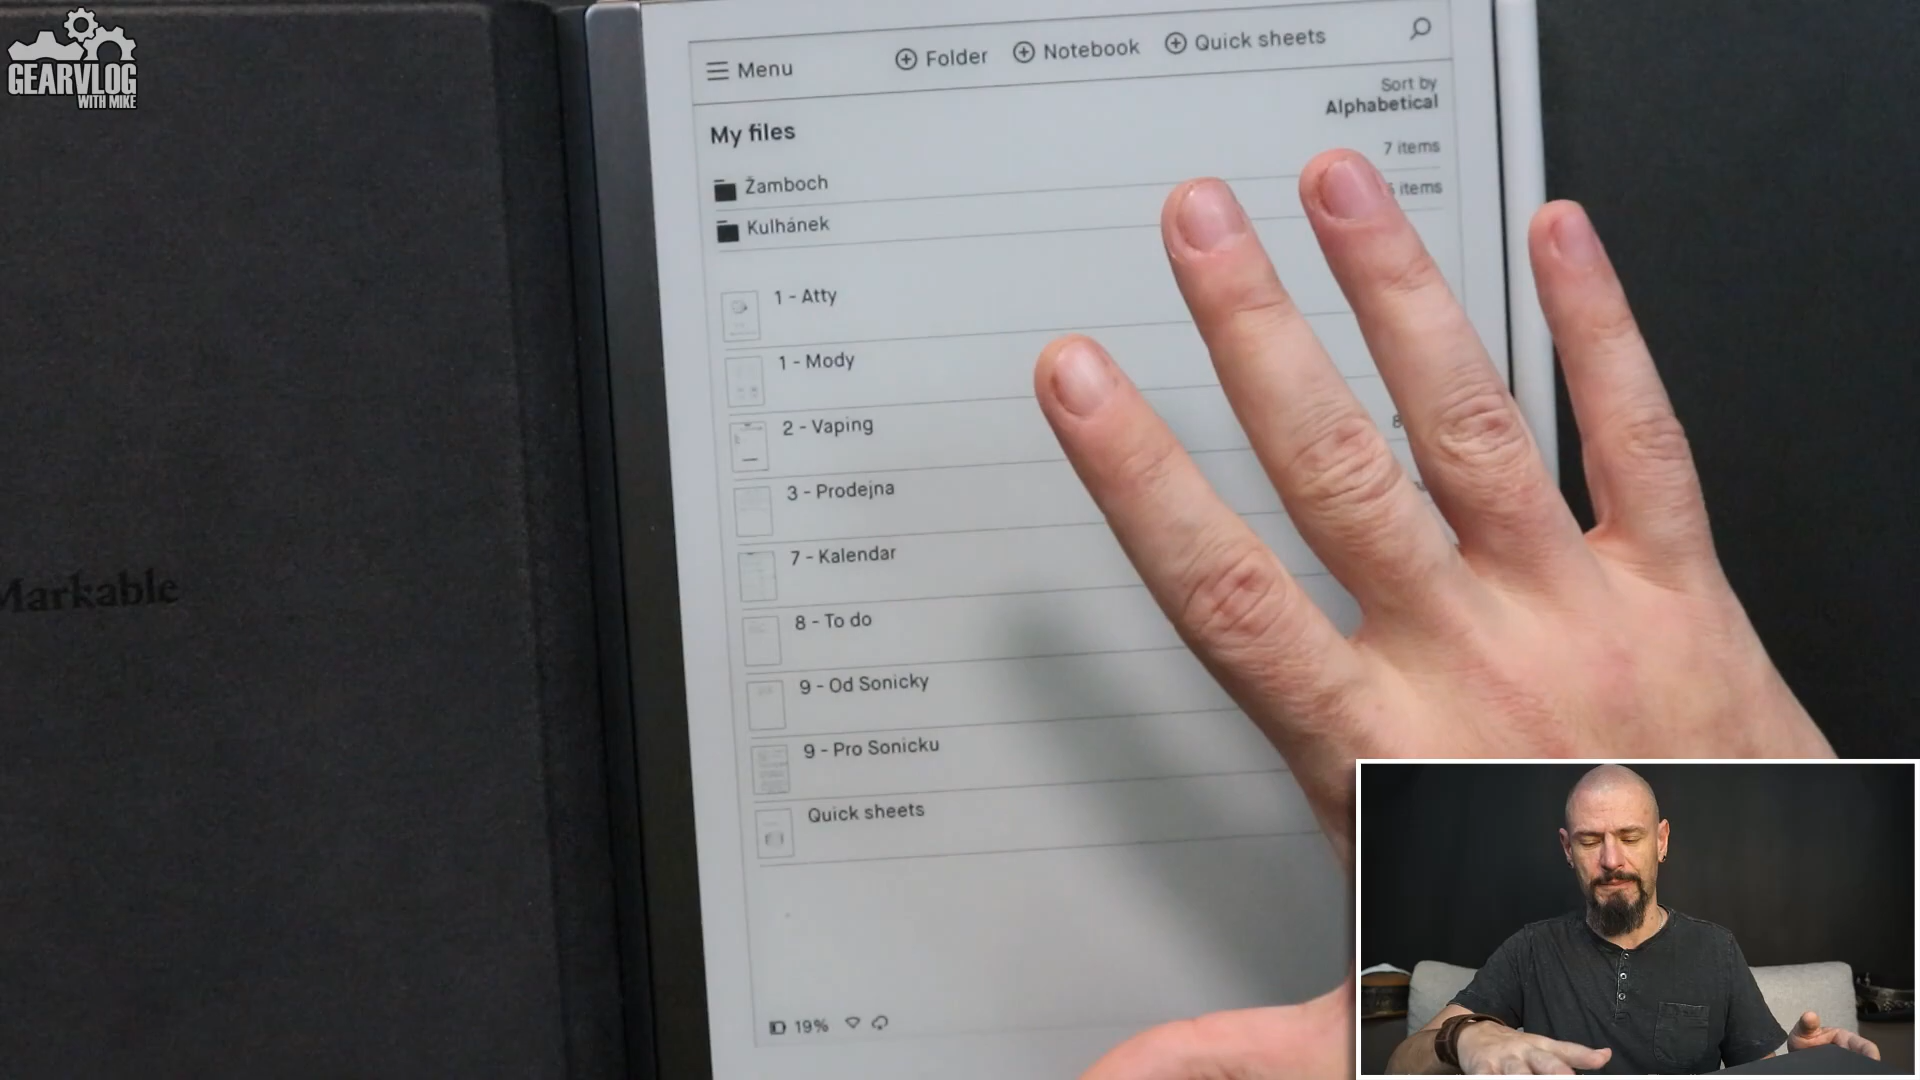 GEARVLOG
WITH MIKE
Menu
Folder
Notebook
Quick sheets
Sort by
Alphabetical
My files
7 items
Žamboch
items
Kulhánek
1 - Atty
1 - Mody
2 - Vaping
8
3 - Prodejna
7 - Kalendar
8 - To do
9 - Od Sonicky
9 - Pro Sonicku
Quick sheets
19%
Markable